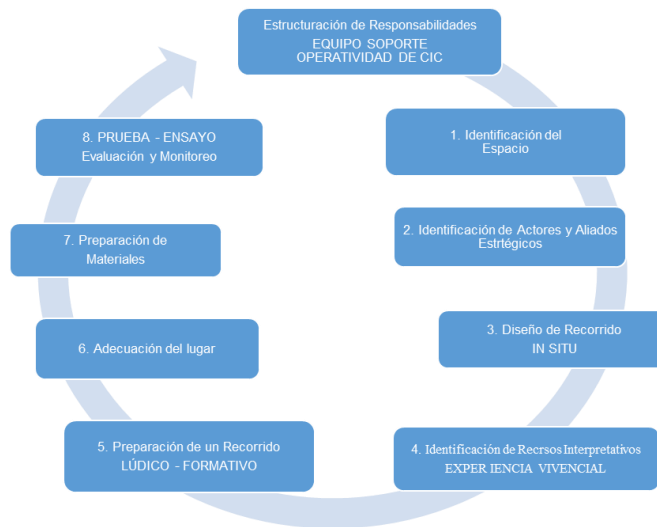 Estructuración de Responsabilidades
EQUIPO SOPORTE
OPERATIVIDAD DE CIC
1. Identificación del
Espacio
2. Identificación de Actores y Aliados
Estrtégicos
3. Diseño de Recorrido
IN SITU
4. Identificación de Recrsos Interpretativos
EXPER IENCIA VIVENCIAL
5. Preparación de un Recorrido
LÚDICO - FORMATIVO
6. Adecuación del lugar
7. Preparación de
Materiales
8. PRUEBA - ENSAYO
Evaluación y Monitoreo